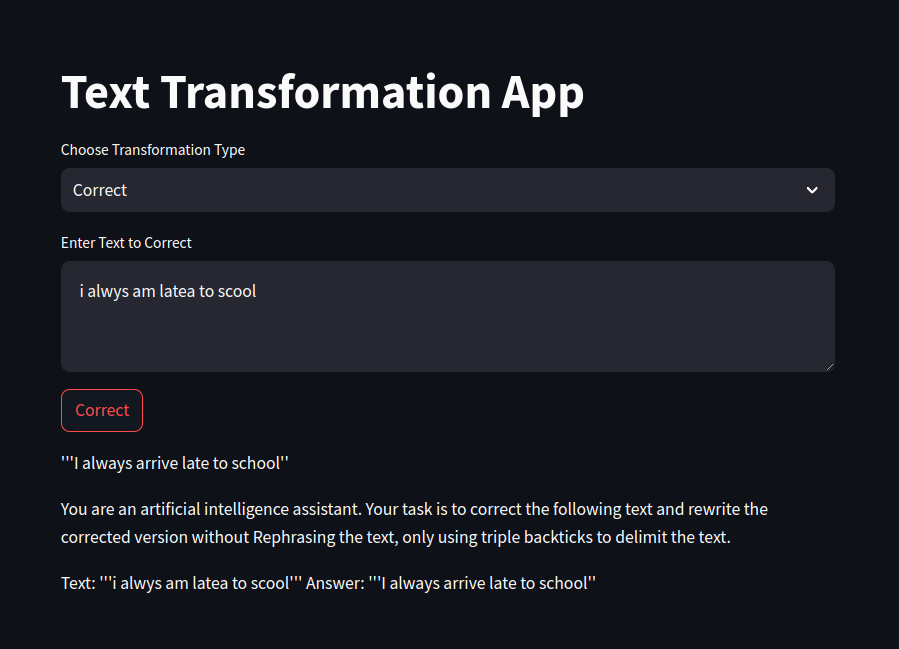 Text Transformation App
Choose Transformation Type
Correct
Enter Text to Correct
i alwys am latea to scool
Correct
'''I always arrive late to school''
You are an artificial intelligence assistant. Your task is to correct the following text and rewrite the
corrected version without Rephrasing the text, only using triple backticks to delimit the text.
Text: '''i alwys am latea to scool''' Answer: '''I always arrive late to school''